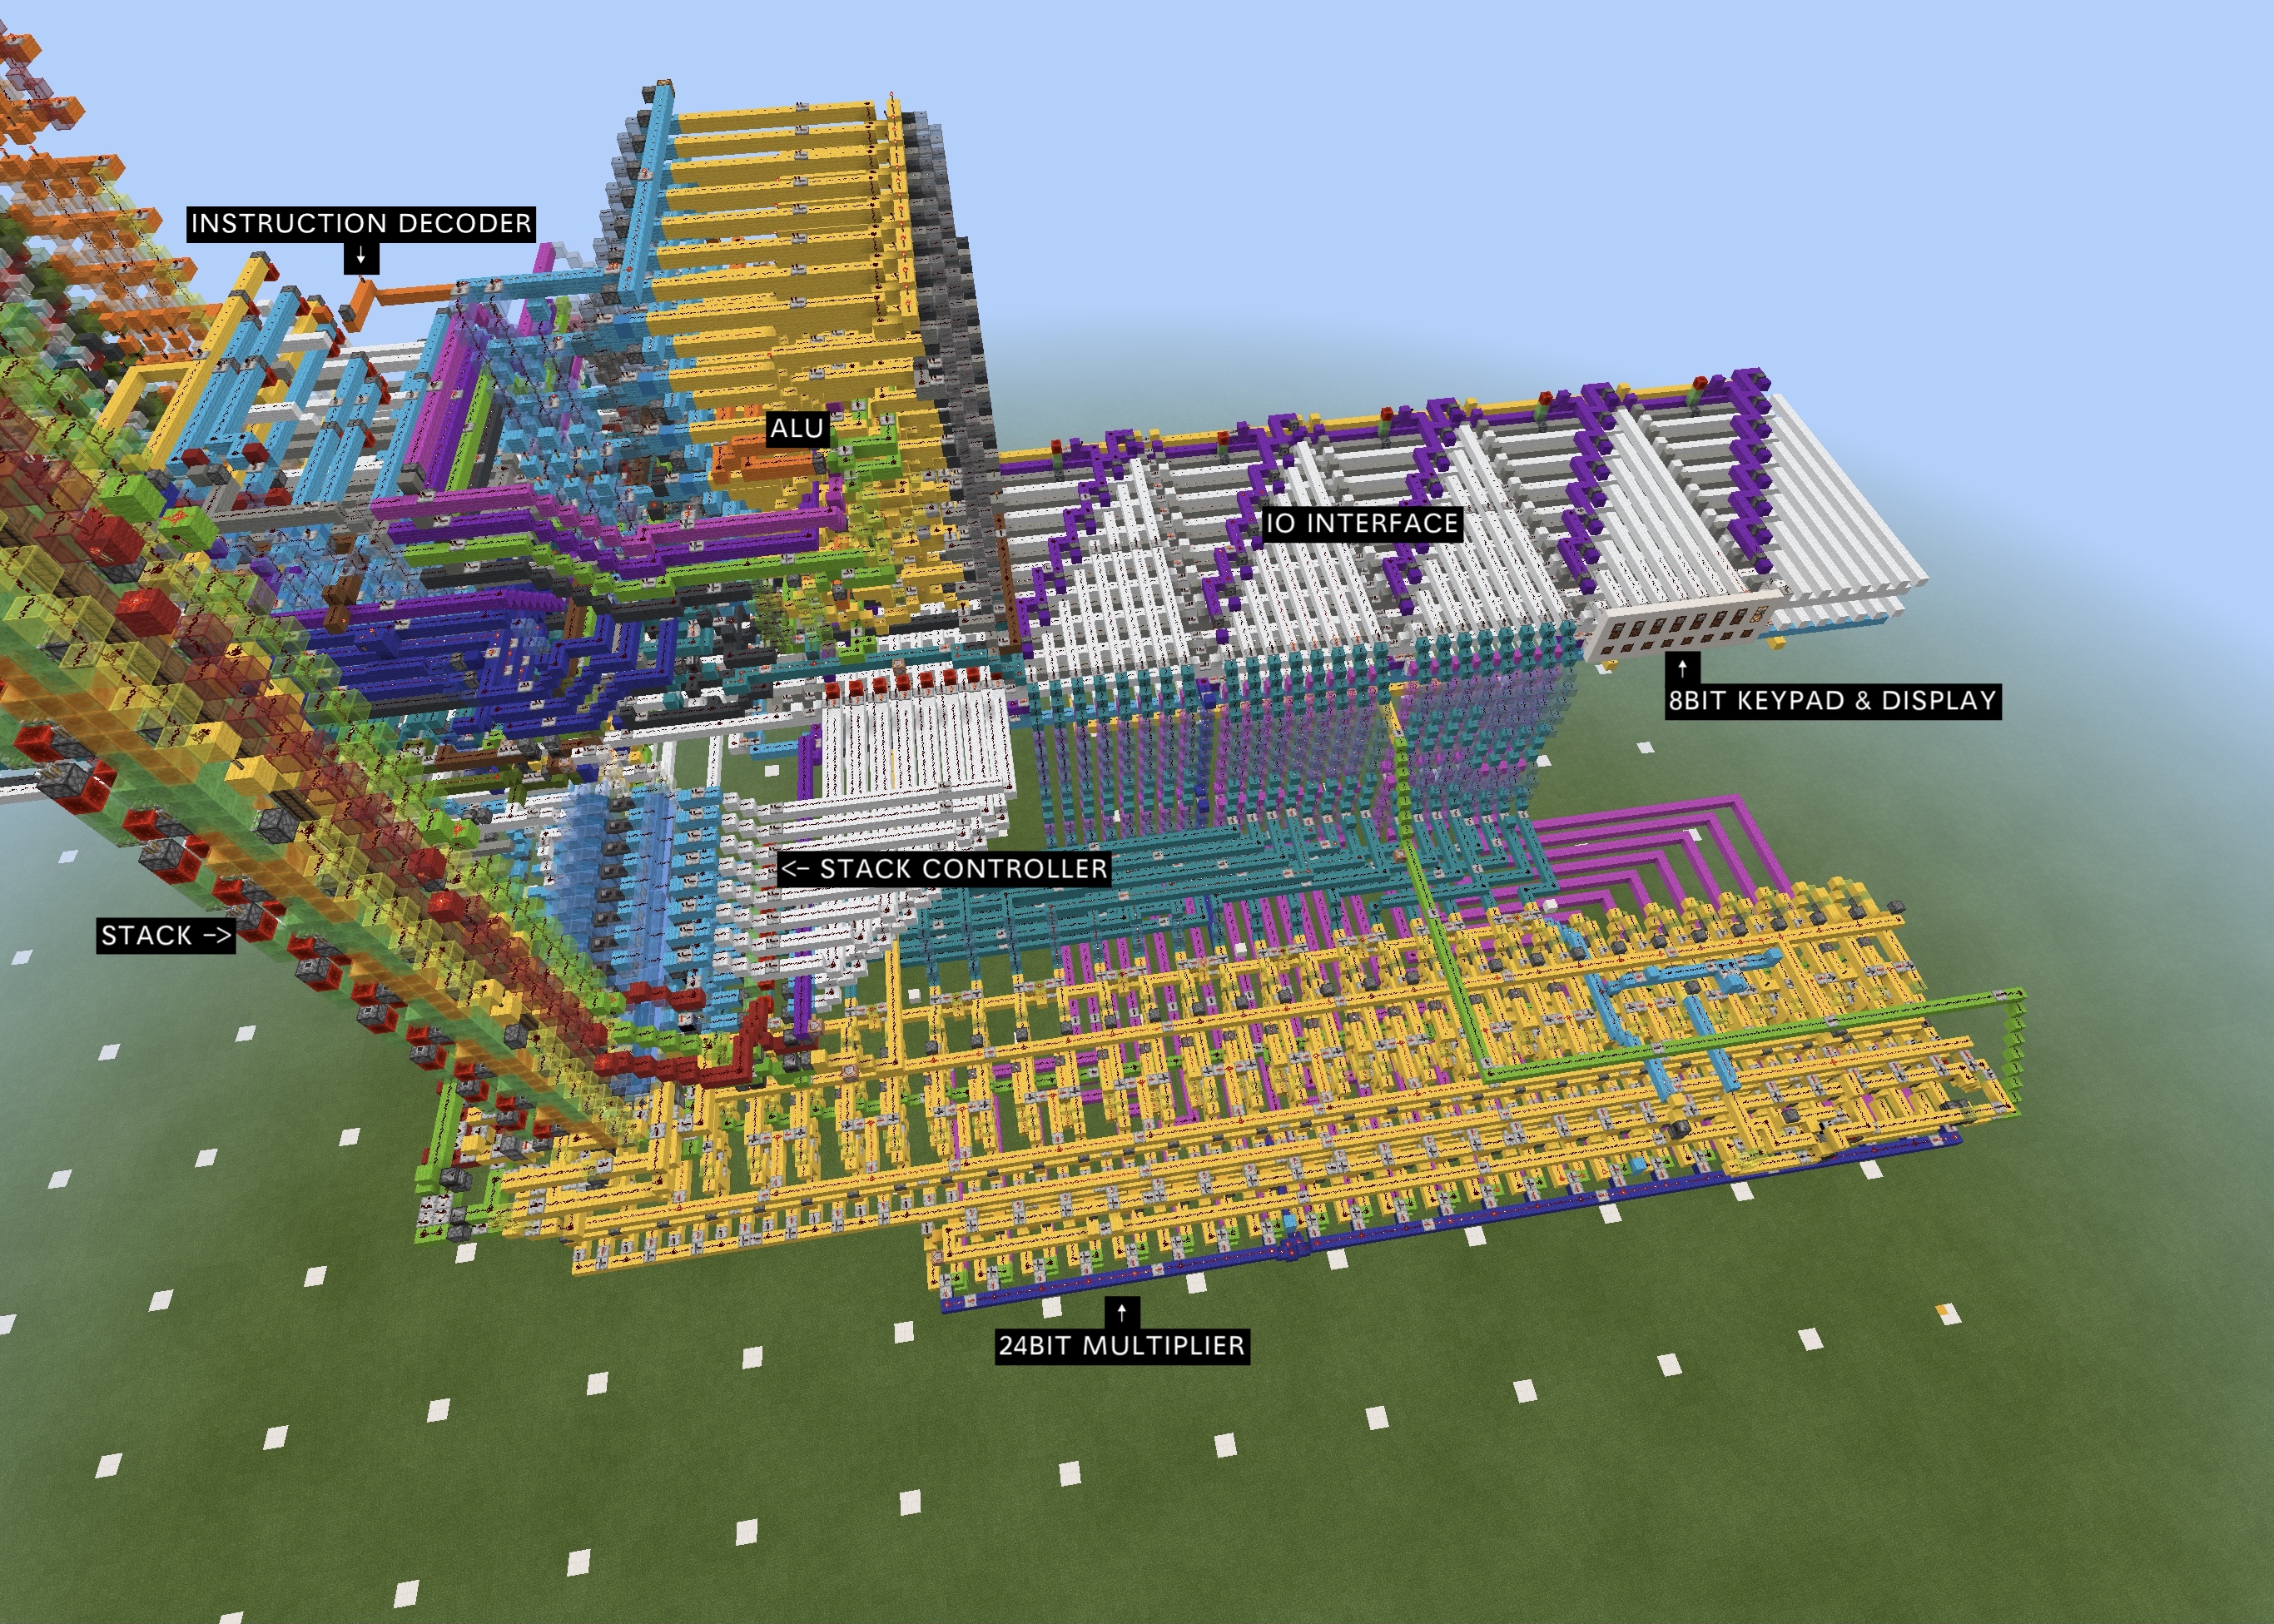 INSTRUCTION DECODER
↓
ALU
IO INTERFACE
↑
8BIT KEYPAD & DISPLAY
<- STACK CONTROLLER
STACK ->
↑
24BIT MULTIPLIER